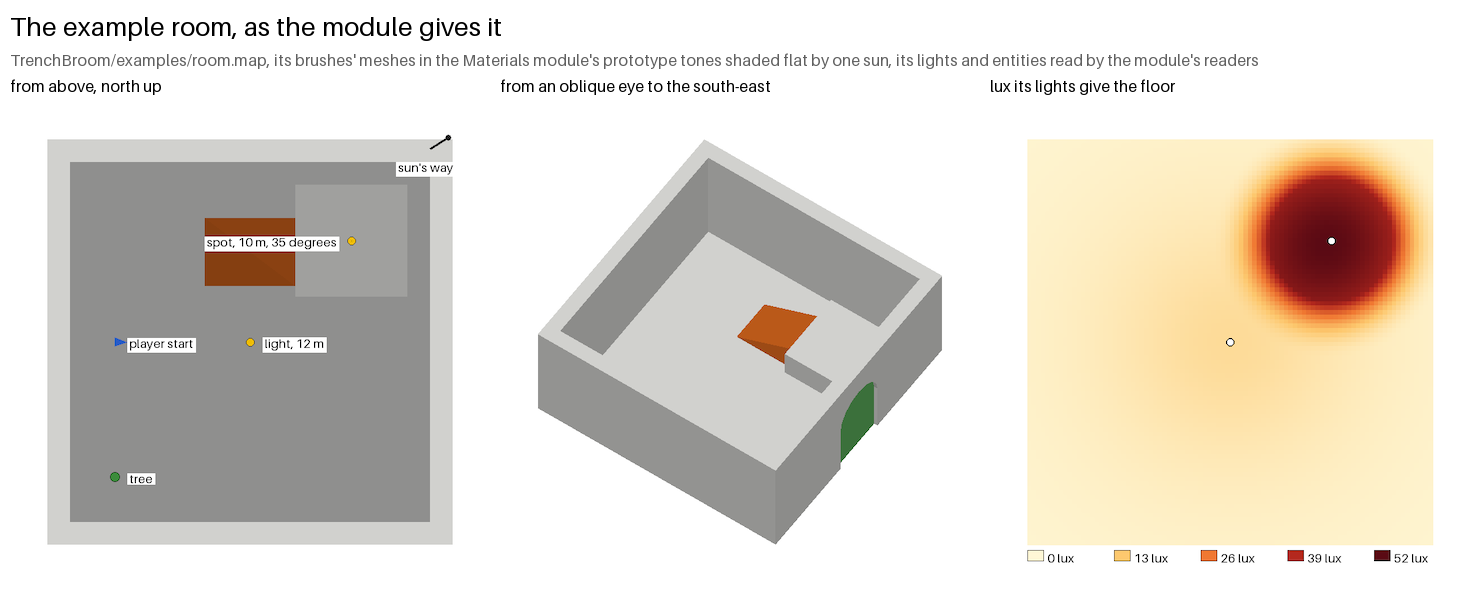 The example room, as the module gives it
TrenchBroom/examples/room.map, its brushes' meshes in the Materials module's prototype tones shaded flat by one sun, its lights and entities read by the module's readers
from above, north up
from an oblique eye to the south-east
lux its lights give the floor
sun's way
spot, 10 m, 35 degrees
player start
light, 12 m
tree
0 lux
13 lux
26 lux
39 lux
52 lux